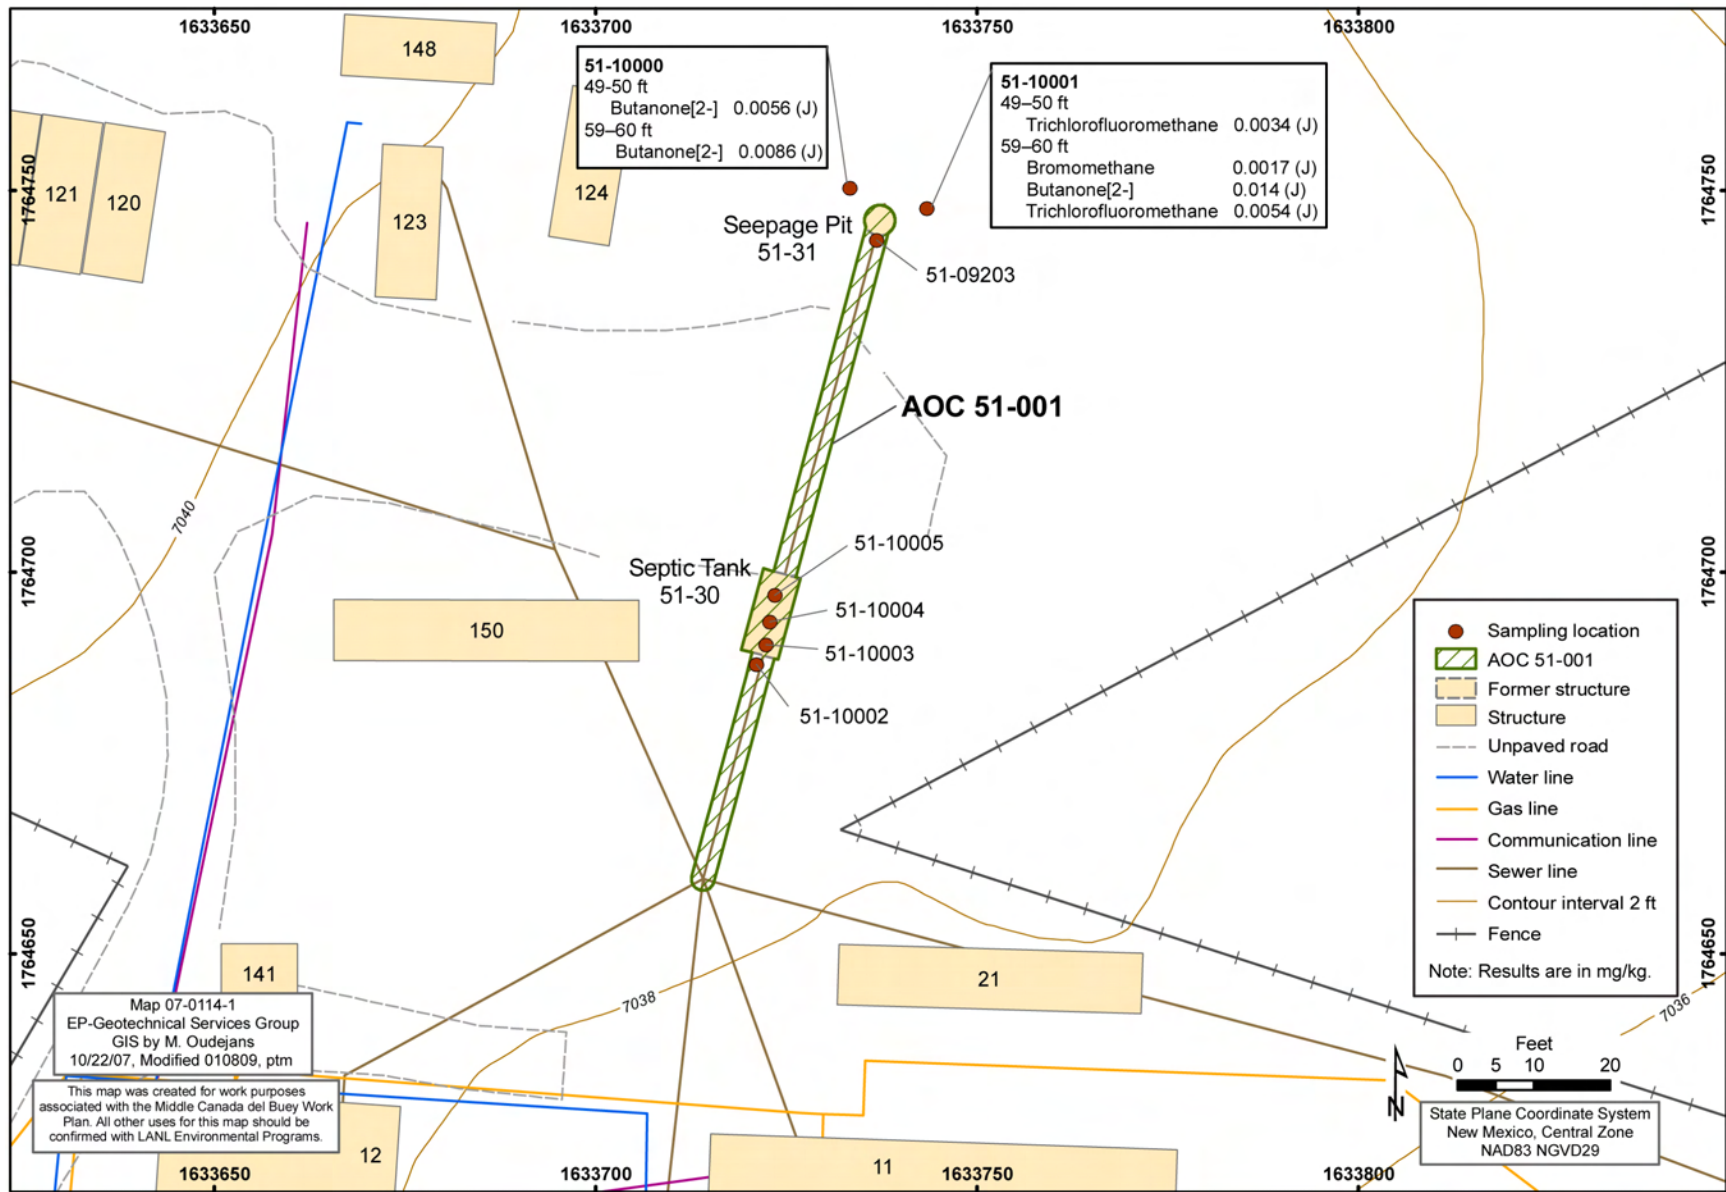 1633650
1633700
1633750
1633800
148
51-10000
49-50 ft
Butanone[2-] 0.0056 (J)
59–60 ft
Butanone[2-] 0.0086 (J)
51-10001
49–50 ft
Trichlorofluoromethane 0.0034 (J)
59–60 ft
Bromomethane 0.0017 (J)
Butanone[2-] 0.014 (J)
Trichlorofluoromethane 0.0054 (J)
1764750
121
120
123
124
1764750
Seepage Pit
51-31
51-09203
AOC 51-001
7040
1764700
51-10005
Septic Tank
51-30
51-10004
51-10003
51-10002
150
1764700
Sampling location
AOC 51-001
Former structure
Structure
Unpaved road
Water line
Gas line
Communication line
Sewer line
Contour interval 2 ft
Fence
Note: Results are in mg/kg.
1764650
141
7038
21
1764650
7036
Map 07-0114-1
EP-Geotechnical Services Group
GIS by M. Oudejans
10/22/07, Modified 010809, ptm
This map was created for work purposes
associated with the Middle Canada del Buey Work
Plan. All other uses for this map should be
confirmed with LANL Environmental Programs.
12
11
N
Feet
0 5 10 20
State Plane Coordinate System
New Mexico, Central Zone
NAD83 NGVD29
1633650
1633700
1633750
1633800